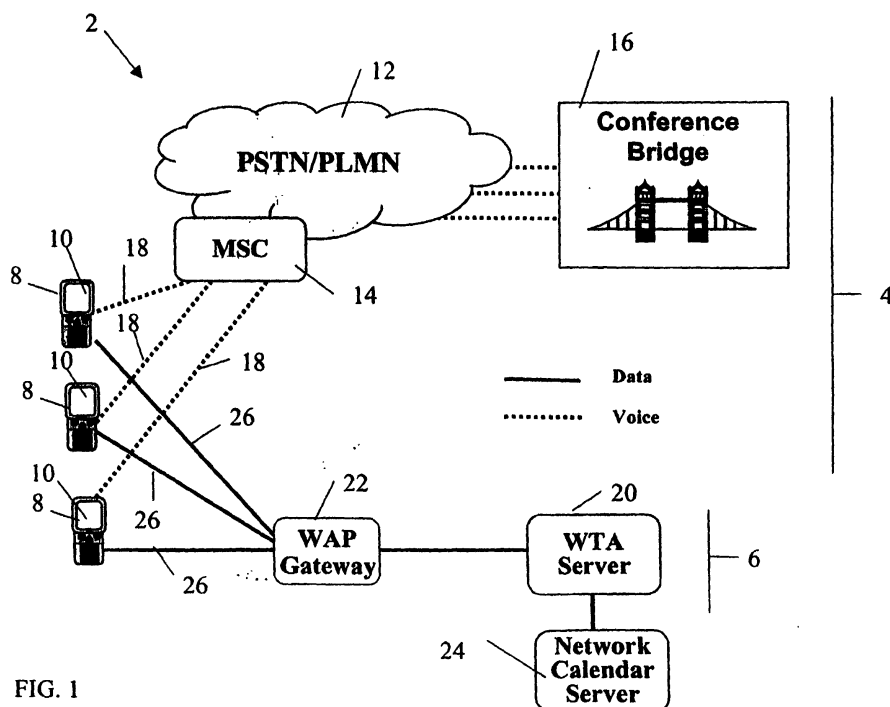 2
12
16
Conference
Bridge
PSTN/PLMN
MSC
14
10
18
8
18
10
18
8
4
Data
Voice
26
10
8
26
22
20
WAP
Gateway
WTA
Server
6
26
24
Network
Calendar
Server
FIG. 1